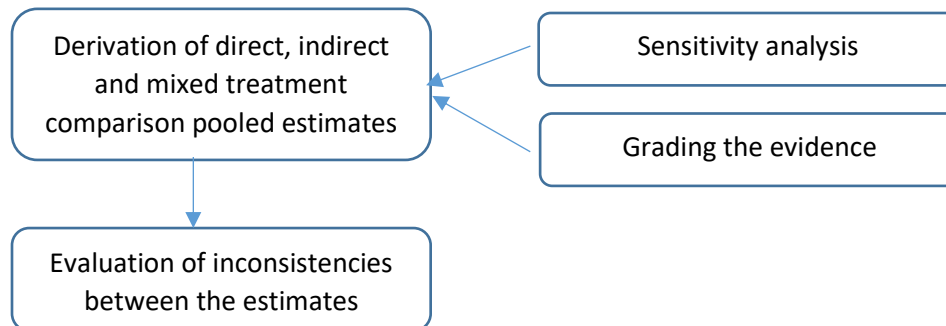 Derivation of direct, indirect
and mixed treatment
comparison pooled estimates
Sensitivity analysis
Grading the evidence
Evaluation of inconsistencies
between the estimates